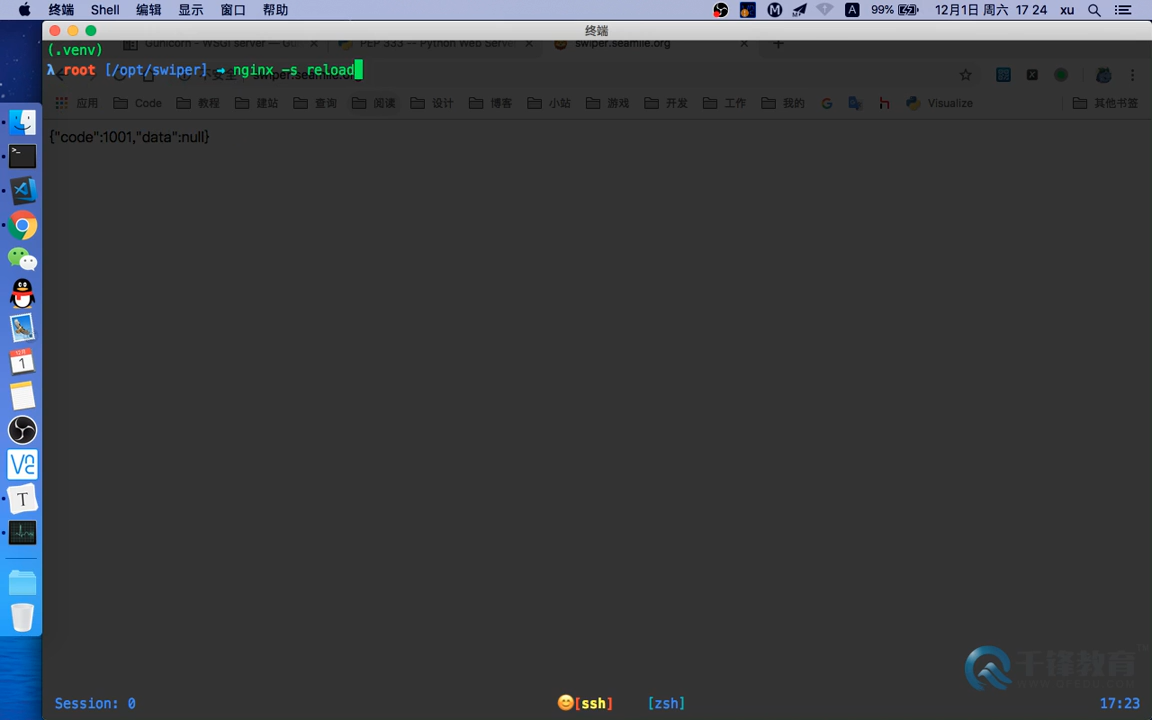 终端 Shell 编辑 显示 窗口 帮助 99% 12月1日 周六 17 24 xu
终端
(.venv) Gunicorn - WSGI server — PEP 333 -- Python Web Serve swiper.seamile.org
λ root [/opt/swiper] → nginx -s reload
应用 Code 教程 建站 查询 阅读 设计 博客 小站 游戏 开发 工作 我的 Visualize 其他书签
{"code":1001,"data":null}
千锋教育
Session: 0 [ssh] [zsh] 17:23